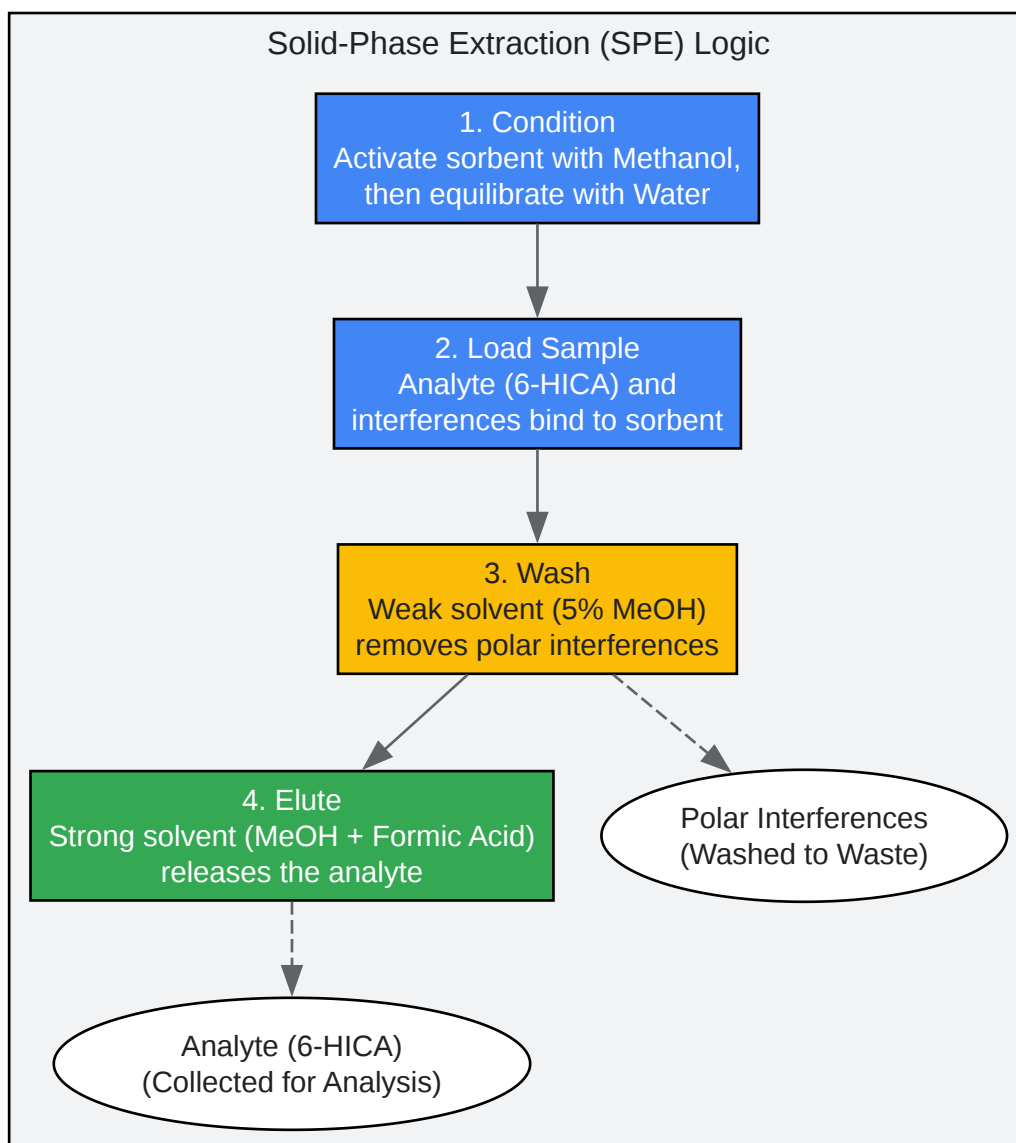 Solid-Phase Extraction (SPE) Logic
1. Condition
Activate sorbent with Methanol,
then equilibrate with Water
2. Load Sample
Analyte (6-HICA) and
interferences bind to sorbent
3. Wash
Weak solvent (5% MeOH)
removes polar interferences
4. Elute
Strong solvent (MeOH + Formic Acid)
releases the analyte
Polar Interferences
(Washed to Waste)
Analyte (6-HICA)
(Collected for Analysis)